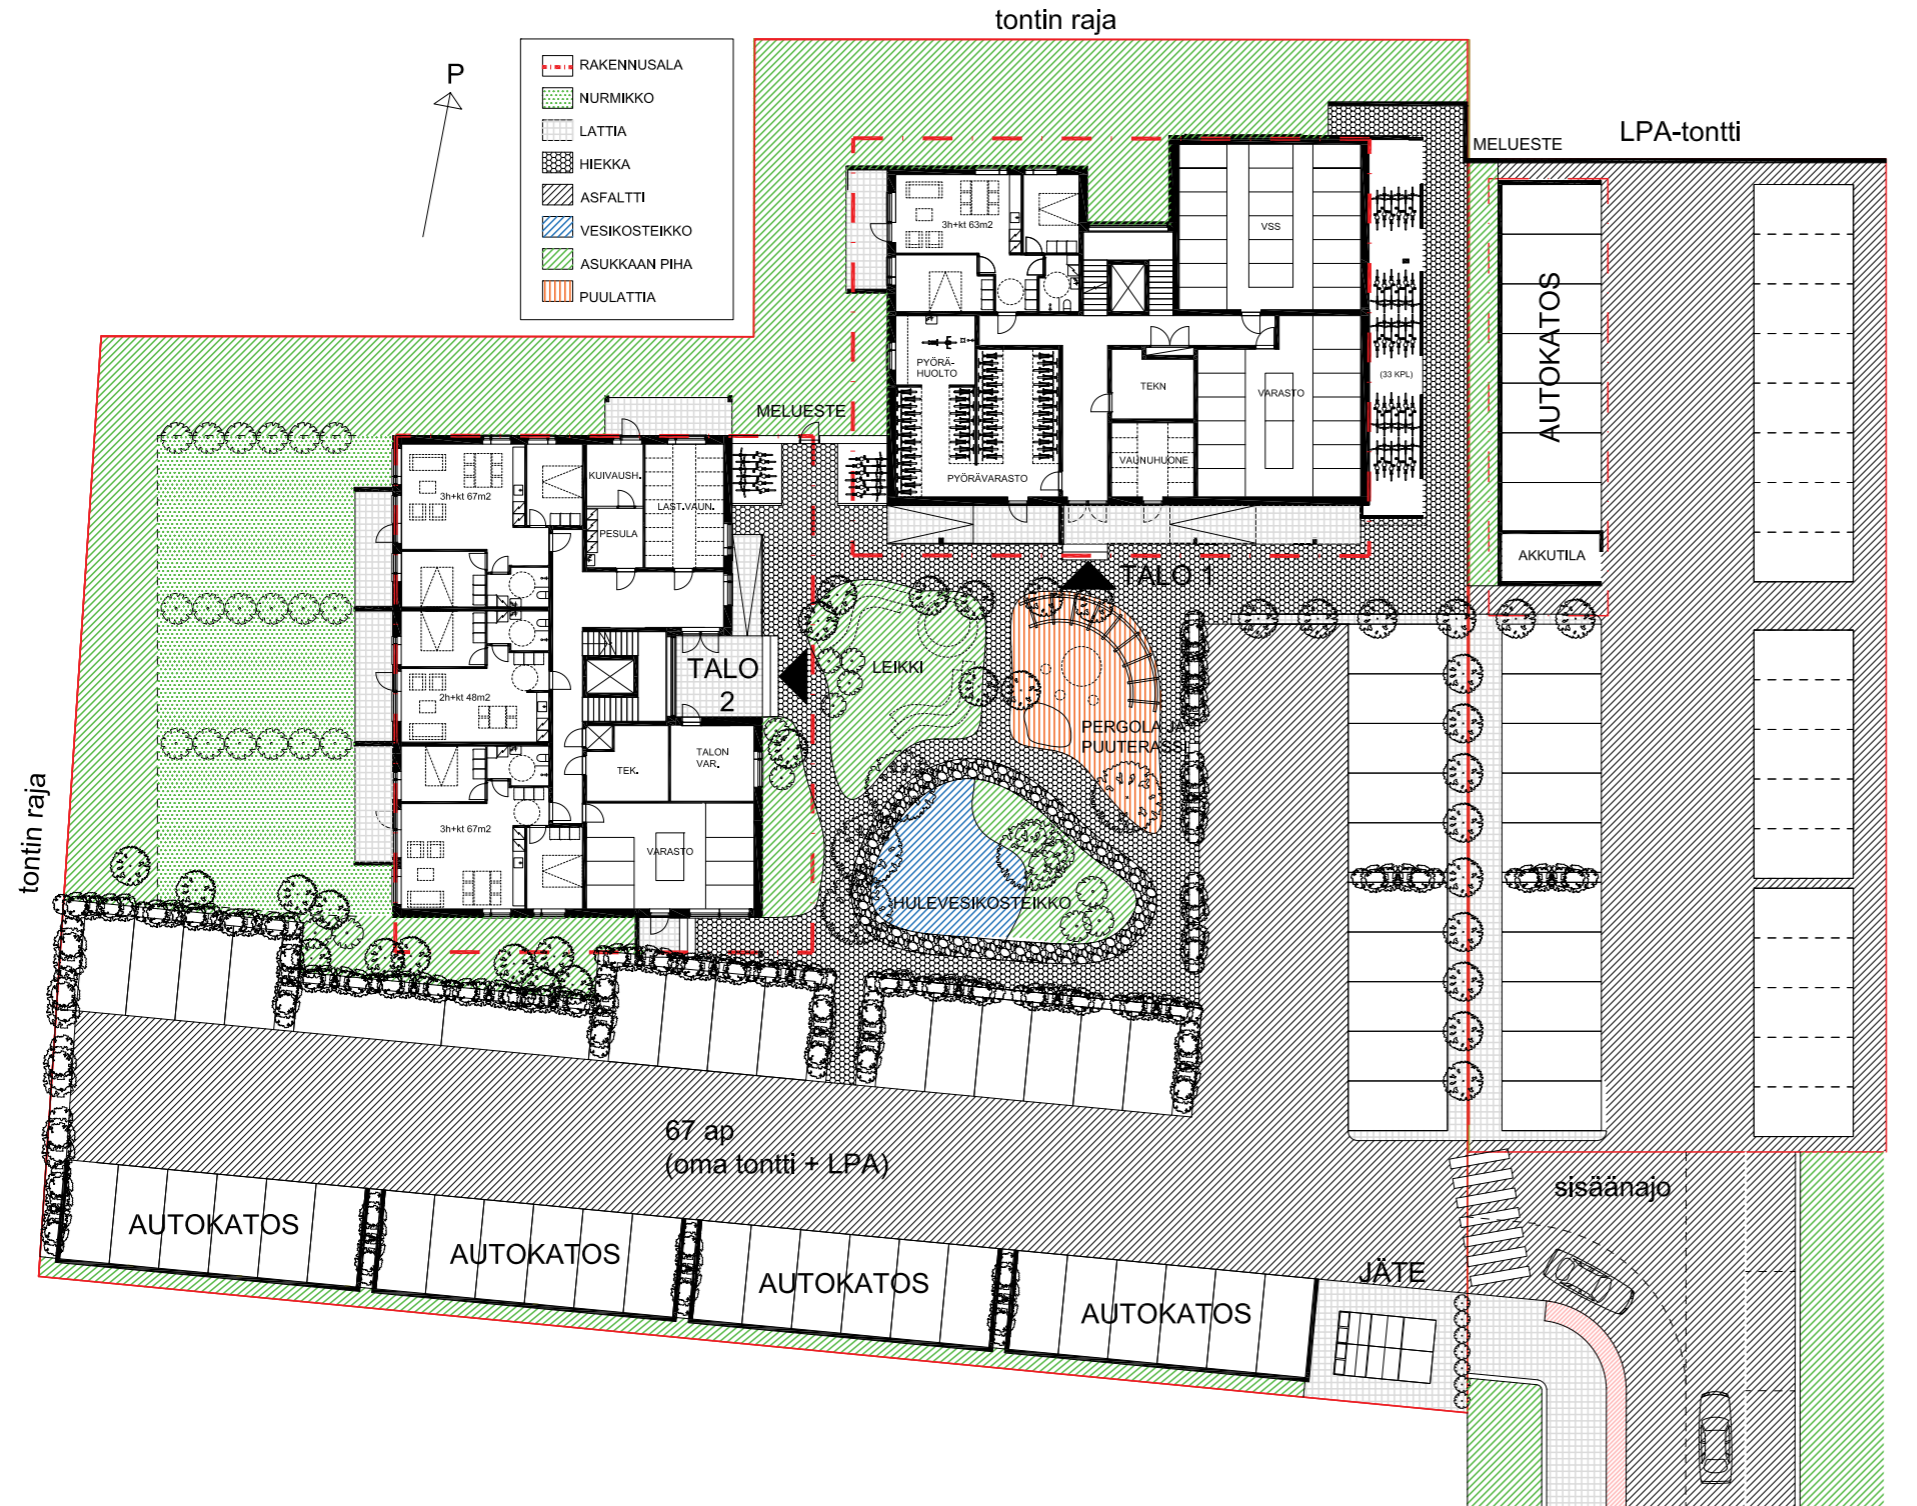 tontin raja
P
RAKENNUSALA
NURMIKKO
LATTIA
HIEKKA
ASFALTTI
VESIKOSTEIKKO
ASUKKAAN PIHA
PUULATTIA
LPA-tontti
MELUESTE
3h+kt 63m2
VSS
AUTOKATOS
PYÖRÄ-
HUOLTO
TEKN
VARASTO
(33 KPL)
MELUESTE
VAUNUHUONE
PYÖRÄVARASTO
KUIVAUSH.
3h+kt 67m2
LAST.VAUN.
PESULA
AKKUTILA
TALO 1
LEIKKI
TALO
2
2h+kt 48m2
PERGOLA JA
PUUTERASSI
TALON
VAR.
TEK.
tontin raja
3h+kt 67m2
VARASTO
HULEVESIKOSTEIKKO
67 ap
(oma tontti + LPA)
sisäänajo
AUTOKATOS
AUTOKATOS
AUTOKATOS
AUTOKATOS
JÄTE